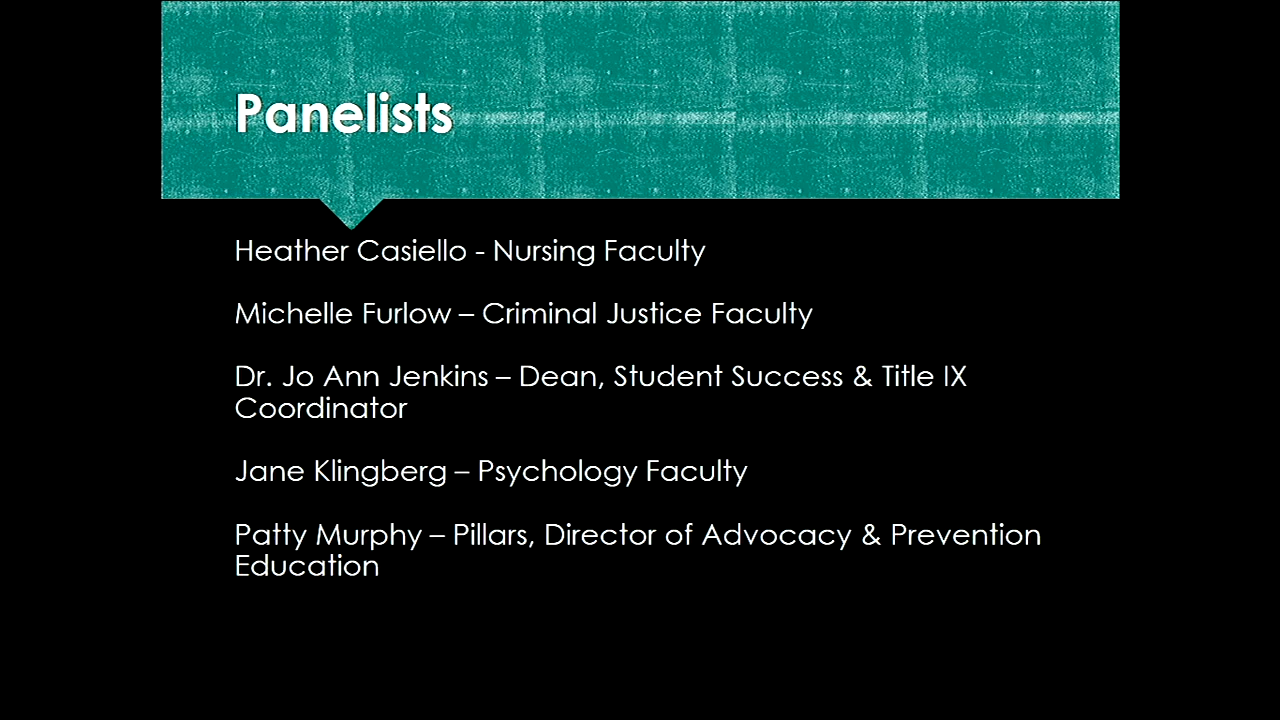 Panelists
Heather Casiello - Nursing Faculty
Michelle Furlow – Criminal Justice Faculty
Dr. Jo Ann Jenkins – Dean, Student Success & Title IX
Coordinator
Jane Klingberg – Psychology Faculty
Patty Murphy – Pillars, Director of Advocacy & Prevention
Education